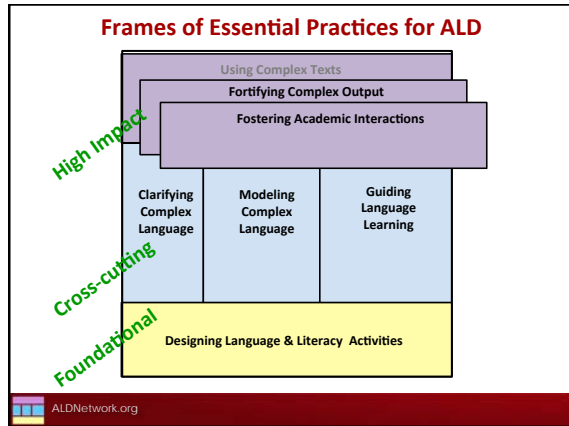 Frames of Essential Practices for ALD
Using Complex Texts
Fortifying Complex Output
Fostering Academic Interactions
High Impact
Clarifying
Complex
Language
Modeling
Complex
Language
Guiding
Language
Learning
Cross-cutting
Designing Language & Literacy Activities
Foundational
ALDNetwork.org